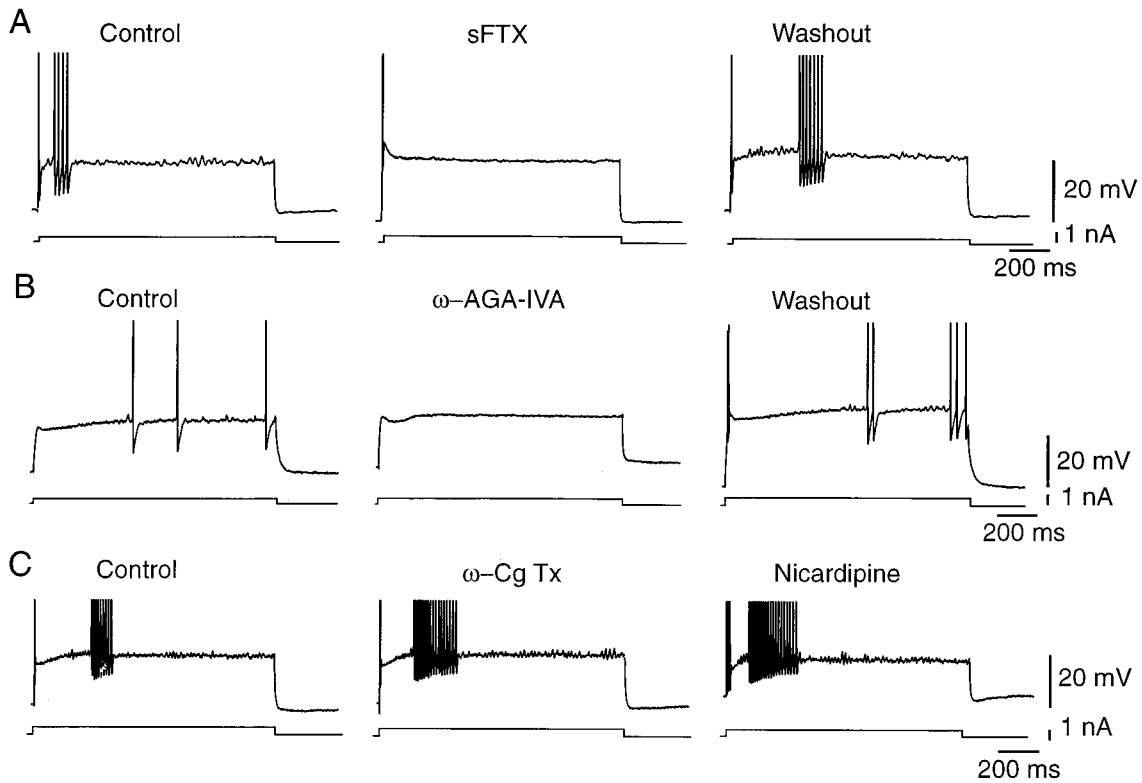 A
Control
sFTX
Washout
20 mV
1 nA
200 ms
B
Control
ω–AGA-IVA
Washout
20 mV
1 nA
200 ms
C
Control
ω–Cg Tx
Nicardipine
20 mV
1 nA
200 ms